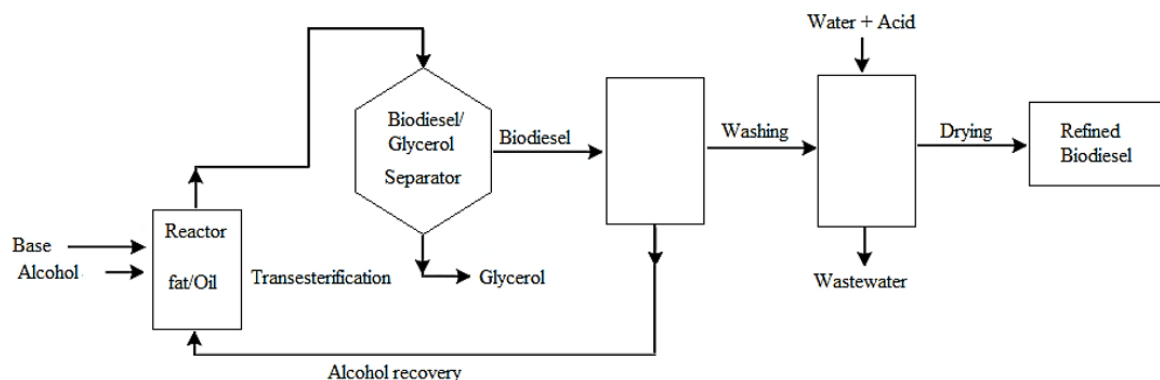 Base
Alcohol
Reactor
fat/Oil
Transesterification
Biodiesel/
Glycerol
Separator
Glycerol
Biodiesel
Alcohol recovery
Washing
Water + Acid
Wastewater
Drying
Refined
Biodiesel